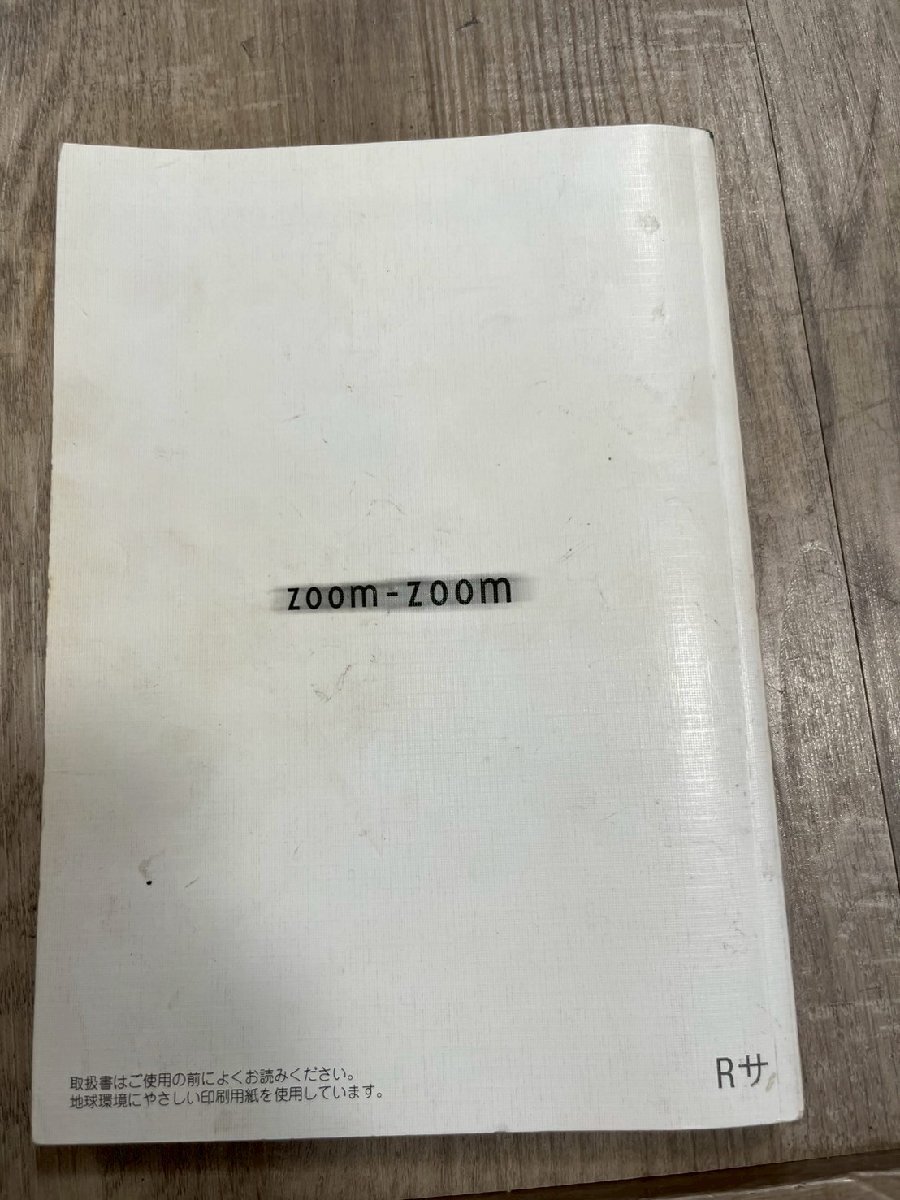 zoom-zoom
取扱書はご使用の前によくお読みください。
地球環境にやさしい印刷用紙を使用しています。
Rサ